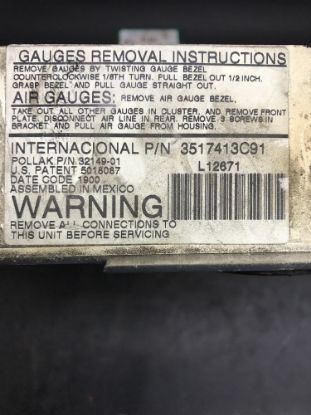 GAUGES REMOVAL INSTRUCTIONS
REMOVE GAUGES BY TWISTING GAUGE BEZEL
COUNTERCLOCKWISE 1/8TH TURN. PULL BEZEL OUT 1/2 INCH.
GRASP BEZEL AND PULL GAUGE STRAIGHT OUT.
AIR GAUGES: REMOVE AIR GAUGE BEZEL,
TAKE OUT ALL OTHER GAUGES IN CLUSTER, AND REMOVE FRONT
PLATE. DISCONNECT AIR LINE IN REAR. REMOVE 3 SCREWS IN
BRACKET AND PULL AIR GAUGE FROM HOUSING.
INTERNACIONAL P/N 3517413C91
POLLAK P/N 32149-01 L12671
U.S. PATENT 5015087
DATE CODE 1900
ASSEMBLED IN MEXICO
WARNING
REMOVE CONNECTIONS TO
THIS UNIT BEFORE SERVICING